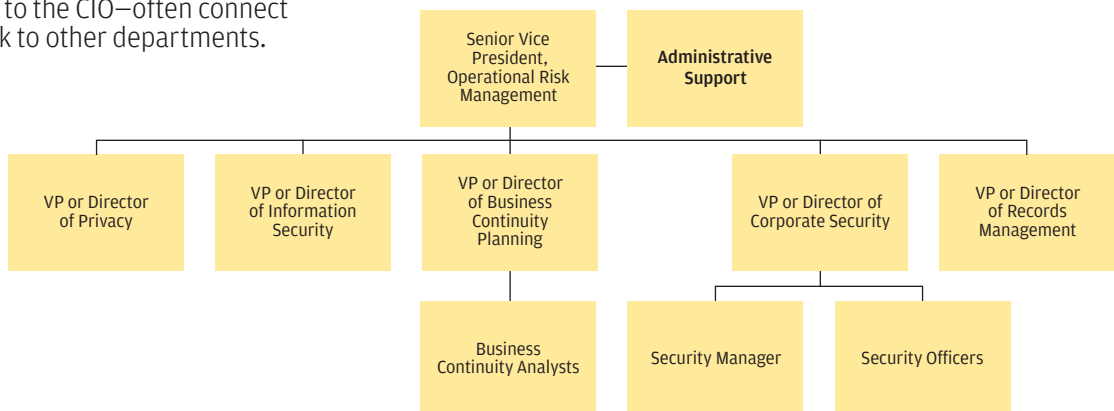 to the CIO—often connect
to other departments.
Senior Vice
President,
Operational Risk
Management
Administrative
Support
VP or Director
of Privacy
VP or Director
of Information
Security
VP or Director
of Business
Continuity
Planning
VP or Director of
Corporate Security
VP or Director
of Records
Management
Business
Continuity Analysts
Security Manager
Security Officers